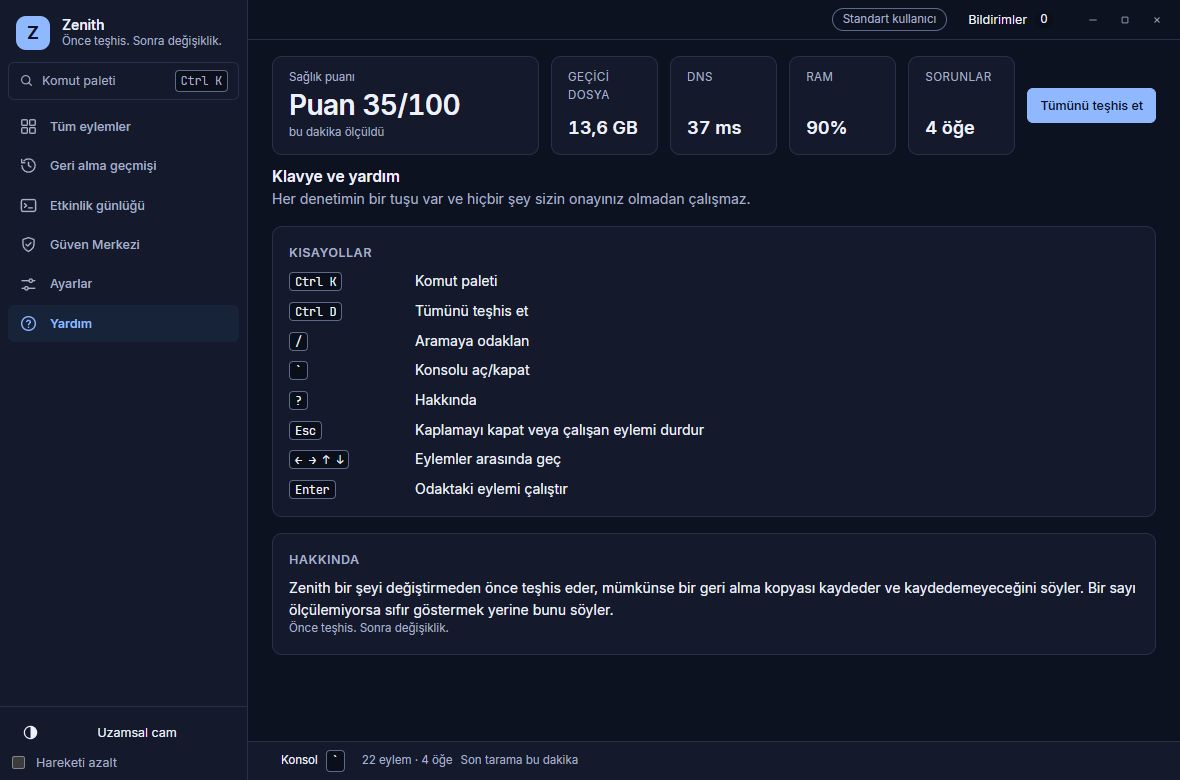 Z
Zenith
Önce teşhis. Sonra değişiklik.
Komut paleti
Ctrl K
Tüm eylemler
Geri alma geçmişi
Etkinlik günlüğü
Güven Merkezi
Ayarlar
Yardım
Uzamsal cam
Hareketi azalt
Standart kullanıcı
Bildirimler 0
Sağlık puanı
Puan 35/100
bu dakika ölçüldü
GEÇİCİ
DOSYA
13,6 GB
DNS
37 ms
RAM
90%
SORUNLAR
4 öğe
Tümünü teşhis et
Klavye ve yardım
Her denetimin bir tuşu var ve hiçbir şey sizin onayınız olmadan çalışmaz.
KISAYOLLAR
Ctrl K Komut paleti
Ctrl D Tümünü teşhis et
/ Aramaya odaklan
` Konsolu aç/kapat
? Hakkında
Esc Kaplamayı kapat veya çalışan eylemi durdur
← → ↑ ↓ Eylemler arasında geç
Enter Odaktaki eylemi çalıştır
HAKKINDA
Zenith bir şeyi değiştirmeden önce teşhis eder, mümkünse bir geri alma kopyası kaydeder ve kaydedemeyeceğini söyler. Bir sayı
ölçülemiyorsa sıfır göstermek yerine bunu söyler.
Önce teşhis. Sonra değişiklik.
Konsol ` 22 eylem · 4 öğe Son tarama bu dakika